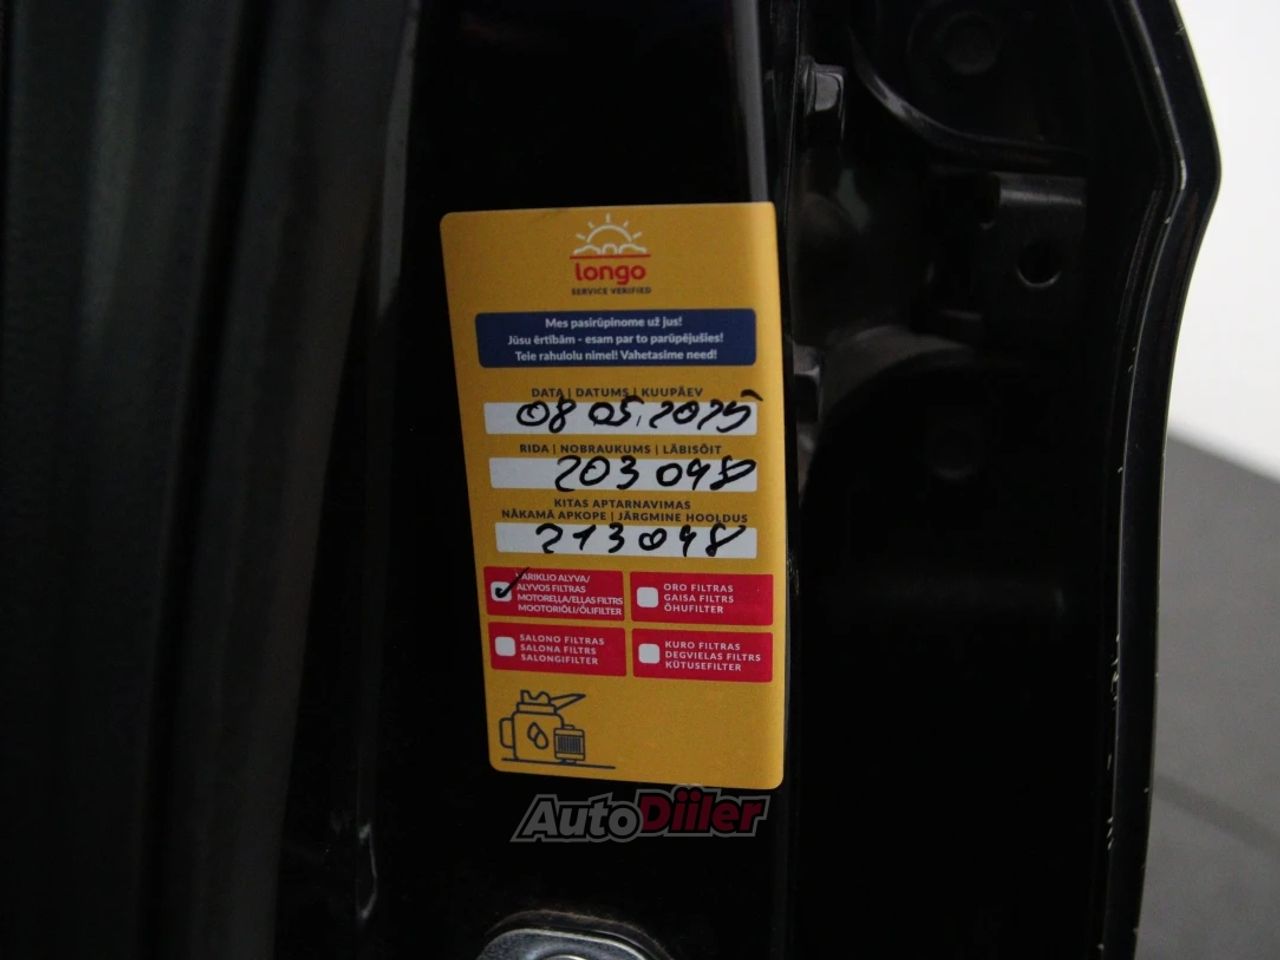 longo
SERVICE VERIFIED
Mes pasirūpinome už jus!
Jūsu ērtībām - esam par to parūpējušies!
Teie rahulolu nimel! Vahetasime need!
DATA | DATUMS | KUUPÄEV
08 05.2025
RIDA | NOBRAUKUMS | LÄBISÕIT
203 048
KITAS APTARNAVIMAS
NĀKAMĀ APKOPE | JÄRGMINE HOOLDUS
213048
VARIKLIO ALYVA/
ALYVOS FILTRAS
MOTOREĻĻA/EĻĻAS FILTRS
MOOTORIÕLI/ÕLIFILTER
ORO FILTRAS
GAISA FILTRS
ÕHUFILTER
SALONO FILTRAS
SALONA FILTRS
SALONGIFILTER
KURO FILTRAS
DEGVIELAS FILTRS
KÜTUSEFILTER
AutoDiiler